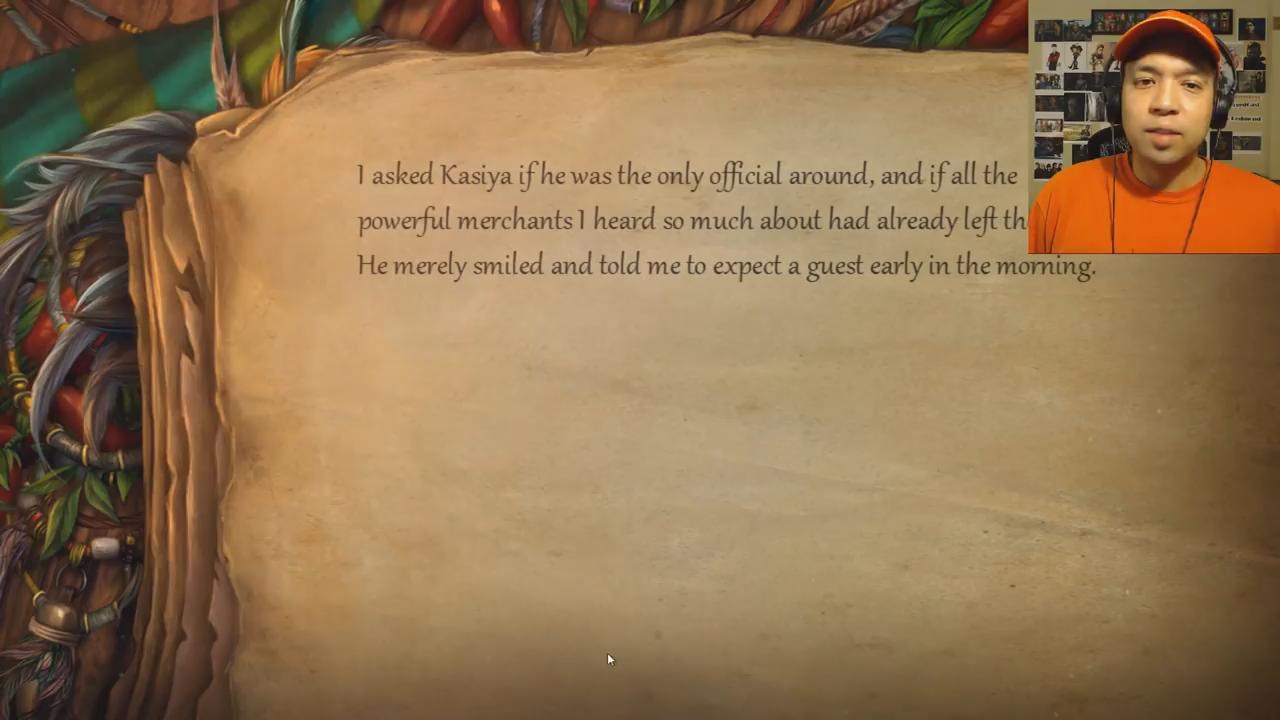 I asked Kasiya if he was the only official around, and if all the
powerful merchants I heard so much about had already left
He merely smiled and told me to expect a guest early in the morning.